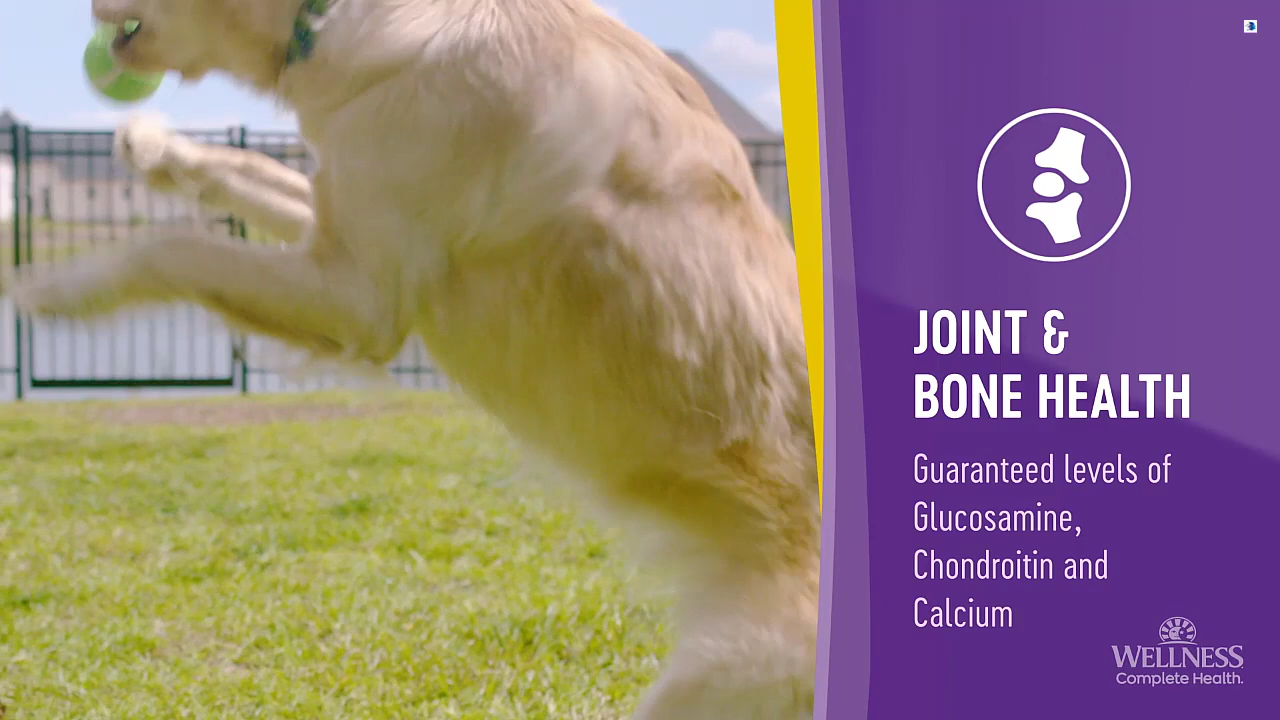 JOINT &
BONE HEALTH
Guaranteed levels of
Glucosamine,
Chondroitin and
Calcium
WELLNESS
Complete Health.